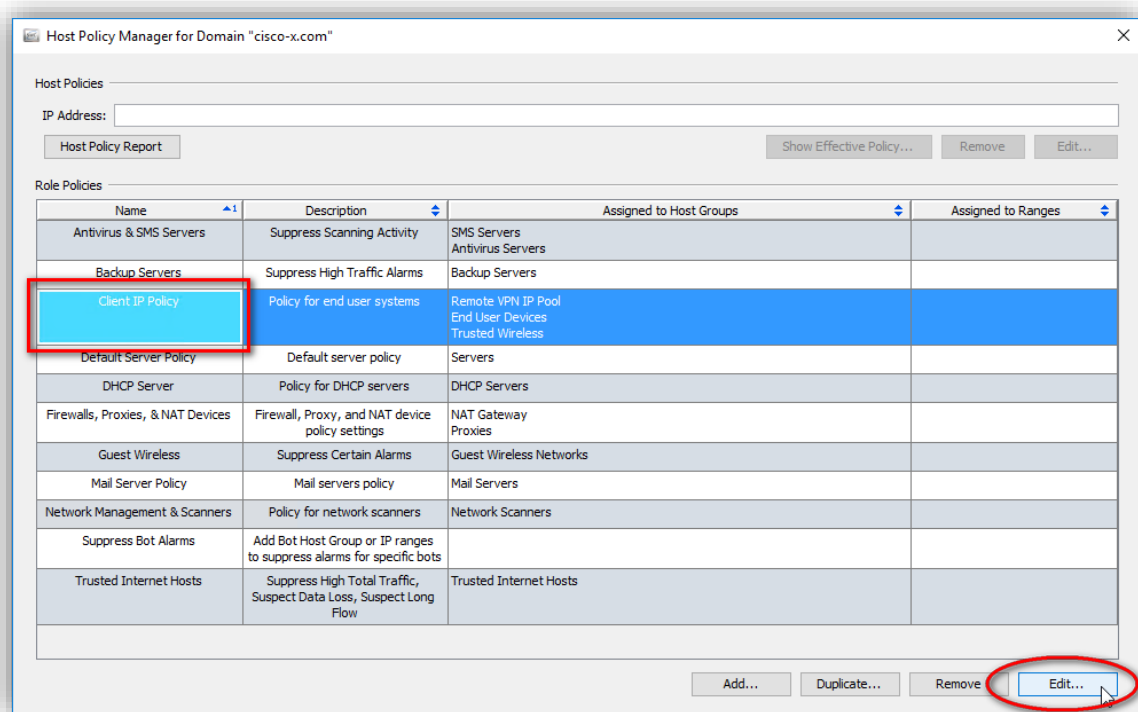 Host Policy Manager for Domain "cisco-x.com"
Host Policies
IP Address:
Host Policy Report
Show Effective Policy...
Remove
Edit...
Role Policies
Name
1
Description
Assigned to Host Groups
Assigned to Ranges
Antivirus & SMS Servers
Suppress Scanning Activity
SMS Servers
Antivirus Servers
Backup Servers
Suppress High Traffic Alarms
Backup Servers
Client IP Policy
Policy for end user systems
Remote VPN IP Pool
End User Devices
Trusted Wireless
Default Server Policy
Default server policy
Servers
DHCP Server
Policy for DHCP servers
DHCP Servers
Firewalls, Proxies, & NAT Devices
Firewall, Proxy, and NAT device
policy settings
NAT Gateway
Proxies
Guest Wireless
Suppress Certain Alarms
Guest Wireless Networks
Mail Server Policy
Mail servers policy
Mail Servers
Network Management & Scanners
Policy for network scanners
Network Scanners
Suppress Bot Alarms
Add Bot Host Group or IP ranges
to suppress alarms for specific bots
Trusted Internet Hosts
Suppress High Total Traffic,
Suspect Data Loss, Suspect Long
Flow
Trusted Internet Hosts
Add...
Duplicate...
Remove
Edit...